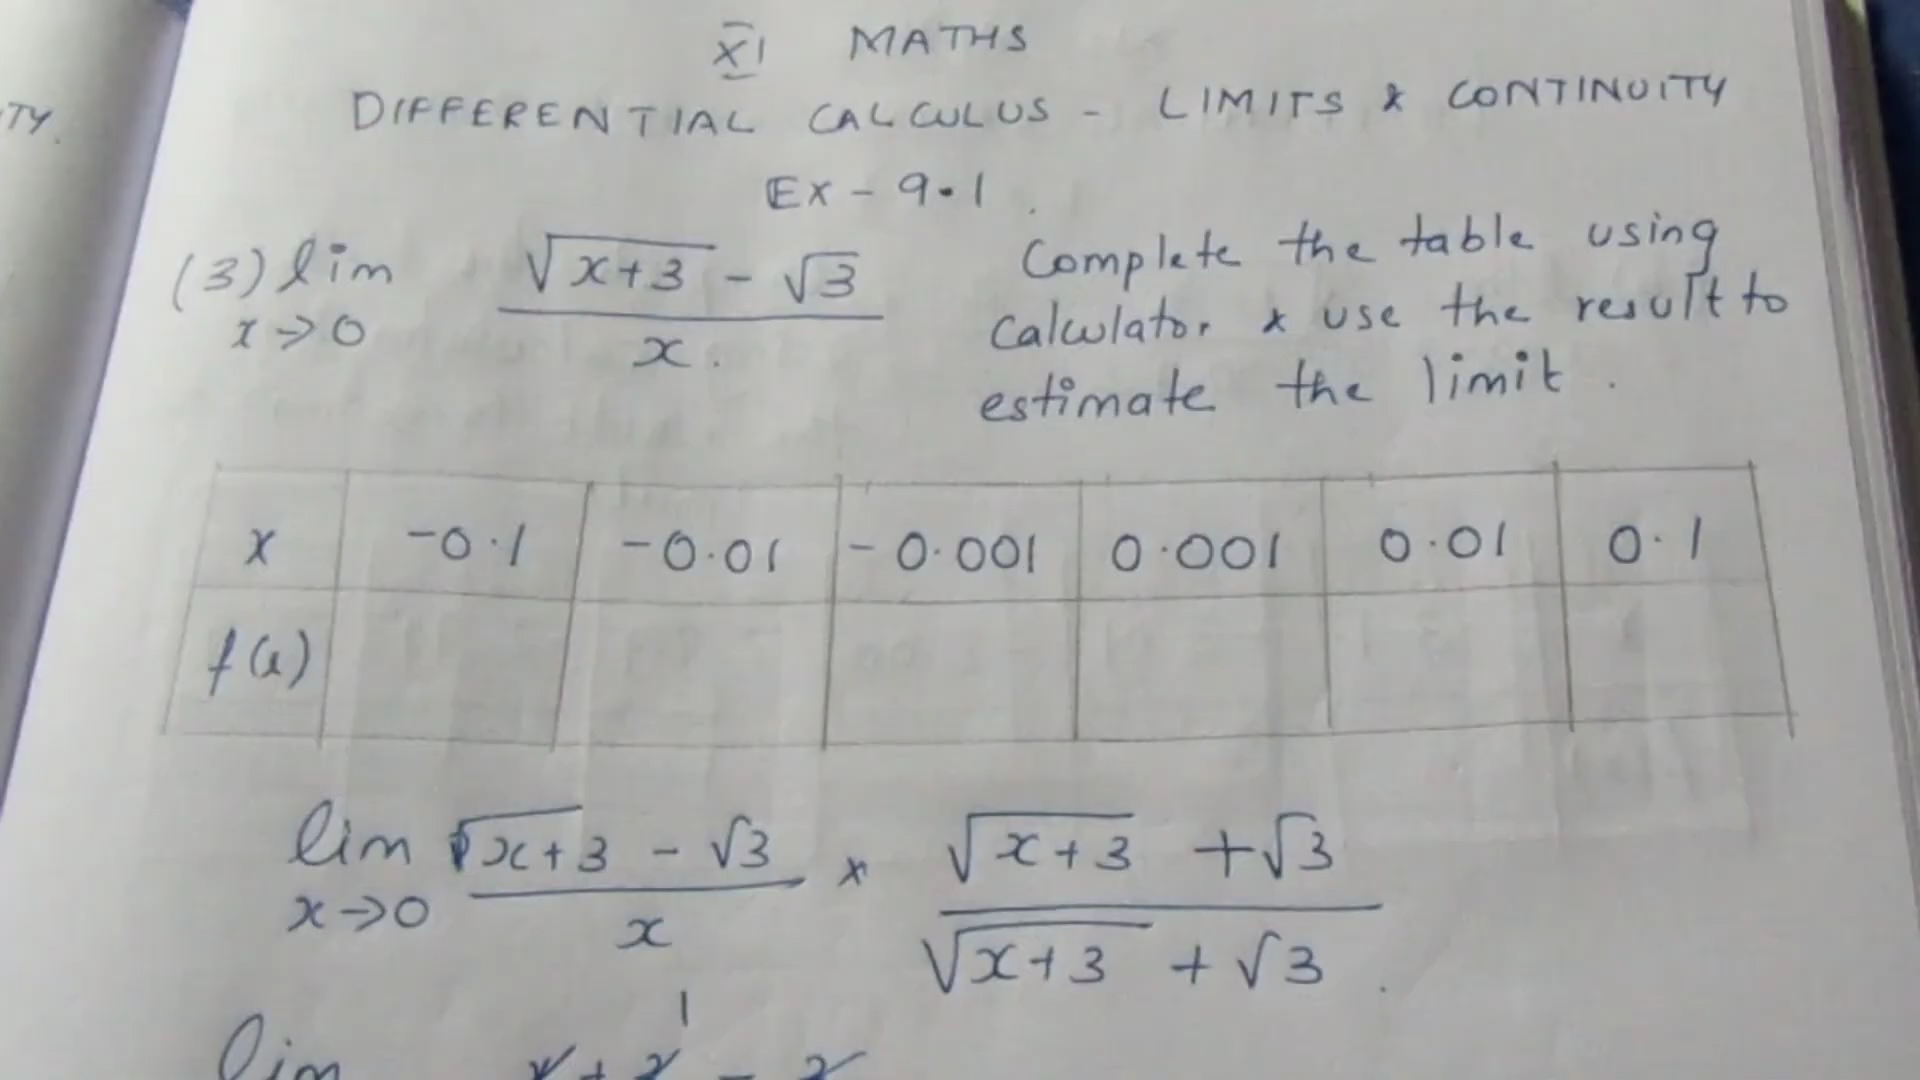 TY.
XI MATHS
DIFFERENTIAL CALCULUS - LIMITS & CONTINUITY
Ex - 9.1.
(3) lim x→0 (√(x+3) - √3) / x. Complete the table using
calculator & use the result to
estimate the limit.
x -0.1 -0.01 -0.001 0.001 0.01 0.1
f(x)
lim x→0 (√(x+3) - √3) / x × (√(x+3) + √3) / (√(x+3) + √3).
1
lim